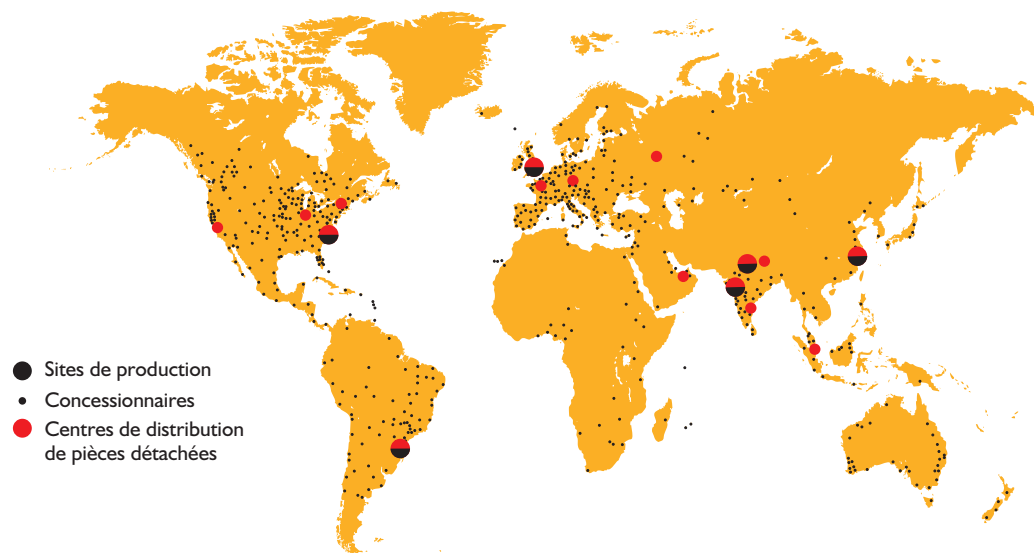 Sites de production
Concessionnaires
Centres de distribution
de pièces détachées